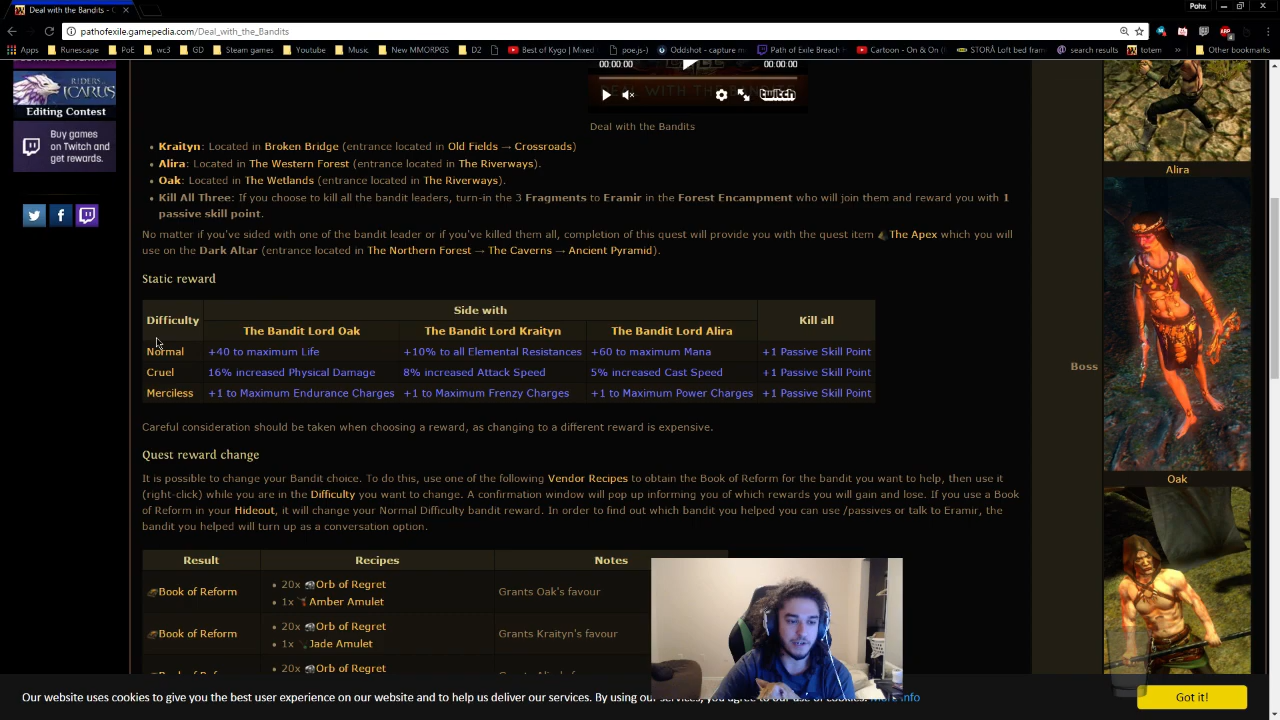 Deal with the Bandits -
Pohx
pathofexile.gamepedia.com/Deal_with_the_Bandits
Apps Runescape PoE wc3 GD Steam games Youtube Music New MMORPGS D2 Best of Kygo | Mixed poe.js-) Oddshot - capture m Path of Exile Breach - Cartoon - On & On ( STORÅ Loft bed fram search results totem » Other bookmarks
RIDERS
ICARUS
Editing Contest
Buy games
on Twitch and
get rewards.
00:00:00 00:00:00
twitch
Deal with the Bandits
• Kraityn: Located in Broken Bridge (entrance located in Old Fields → Crossroads)
• Alira: Located in The Western Forest (entrance located in The Riverways).
• Oak: Located in The Wetlands (entrance located in The Riverways).
• Kill All Three: If you choose to kill all the bandit leaders, turn-in the 3 Fragments to Eramir in the Forest Encampment who will join them and reward you with 1
passive skill point.
No matter if you've sided with one of the bandit leader or if you've killed them all, completion of this quest will provide you with the quest item The Apex which you will
use on the Dark Altar (entrance located in The Northern Forest → The Caverns → Ancient Pyramid).
Static reward
Difficulty Side with Kill all
The Bandit Lord Oak The Bandit Lord Kraityn The Bandit Lord Alira
Normal +40 to maximum Life +10% to all Elemental Resistances +60 to maximum Mana +1 Passive Skill Point
Cruel 16% increased Physical Damage 8% increased Attack Speed 5% increased Cast Speed +1 Passive Skill Point
Merciless +1 to Maximum Endurance Charges +1 to Maximum Frenzy Charges +1 to Maximum Power Charges +1 Passive Skill Point
Careful consideration should be taken when choosing a reward, as changing to a different reward is expensive.
Quest reward change
It is possible to change your Bandit choice. To do this, use one of the following Vendor Recipes to obtain the Book of Reform for the bandit you want to help, then use it
(right-click) while you are in the Difficulty you want to change. A confirmation window will pop up informing you of which rewards you will gain and lose. If you use a Book
of Reform in your Hideout, it will change your Normal Difficulty bandit reward. In order to find out which bandit you helped you can use /passives or talk to Eramir, the
bandit you helped will turn up as a conversation option.
Result Recipes Notes
Book of Reform • 20x Orb of Regret
• 1x Amber Amulet Grants Oak's favour
Book of Reform • 20x Orb of Regret
• 1x Jade Amulet Grants Kraityn's favour
• 20x Orb of Regret
Boss
Alira
Oak
Our website uses cookies to give you the best user experience on our website and to help us deliver our services. By using ou
More info
Got it!